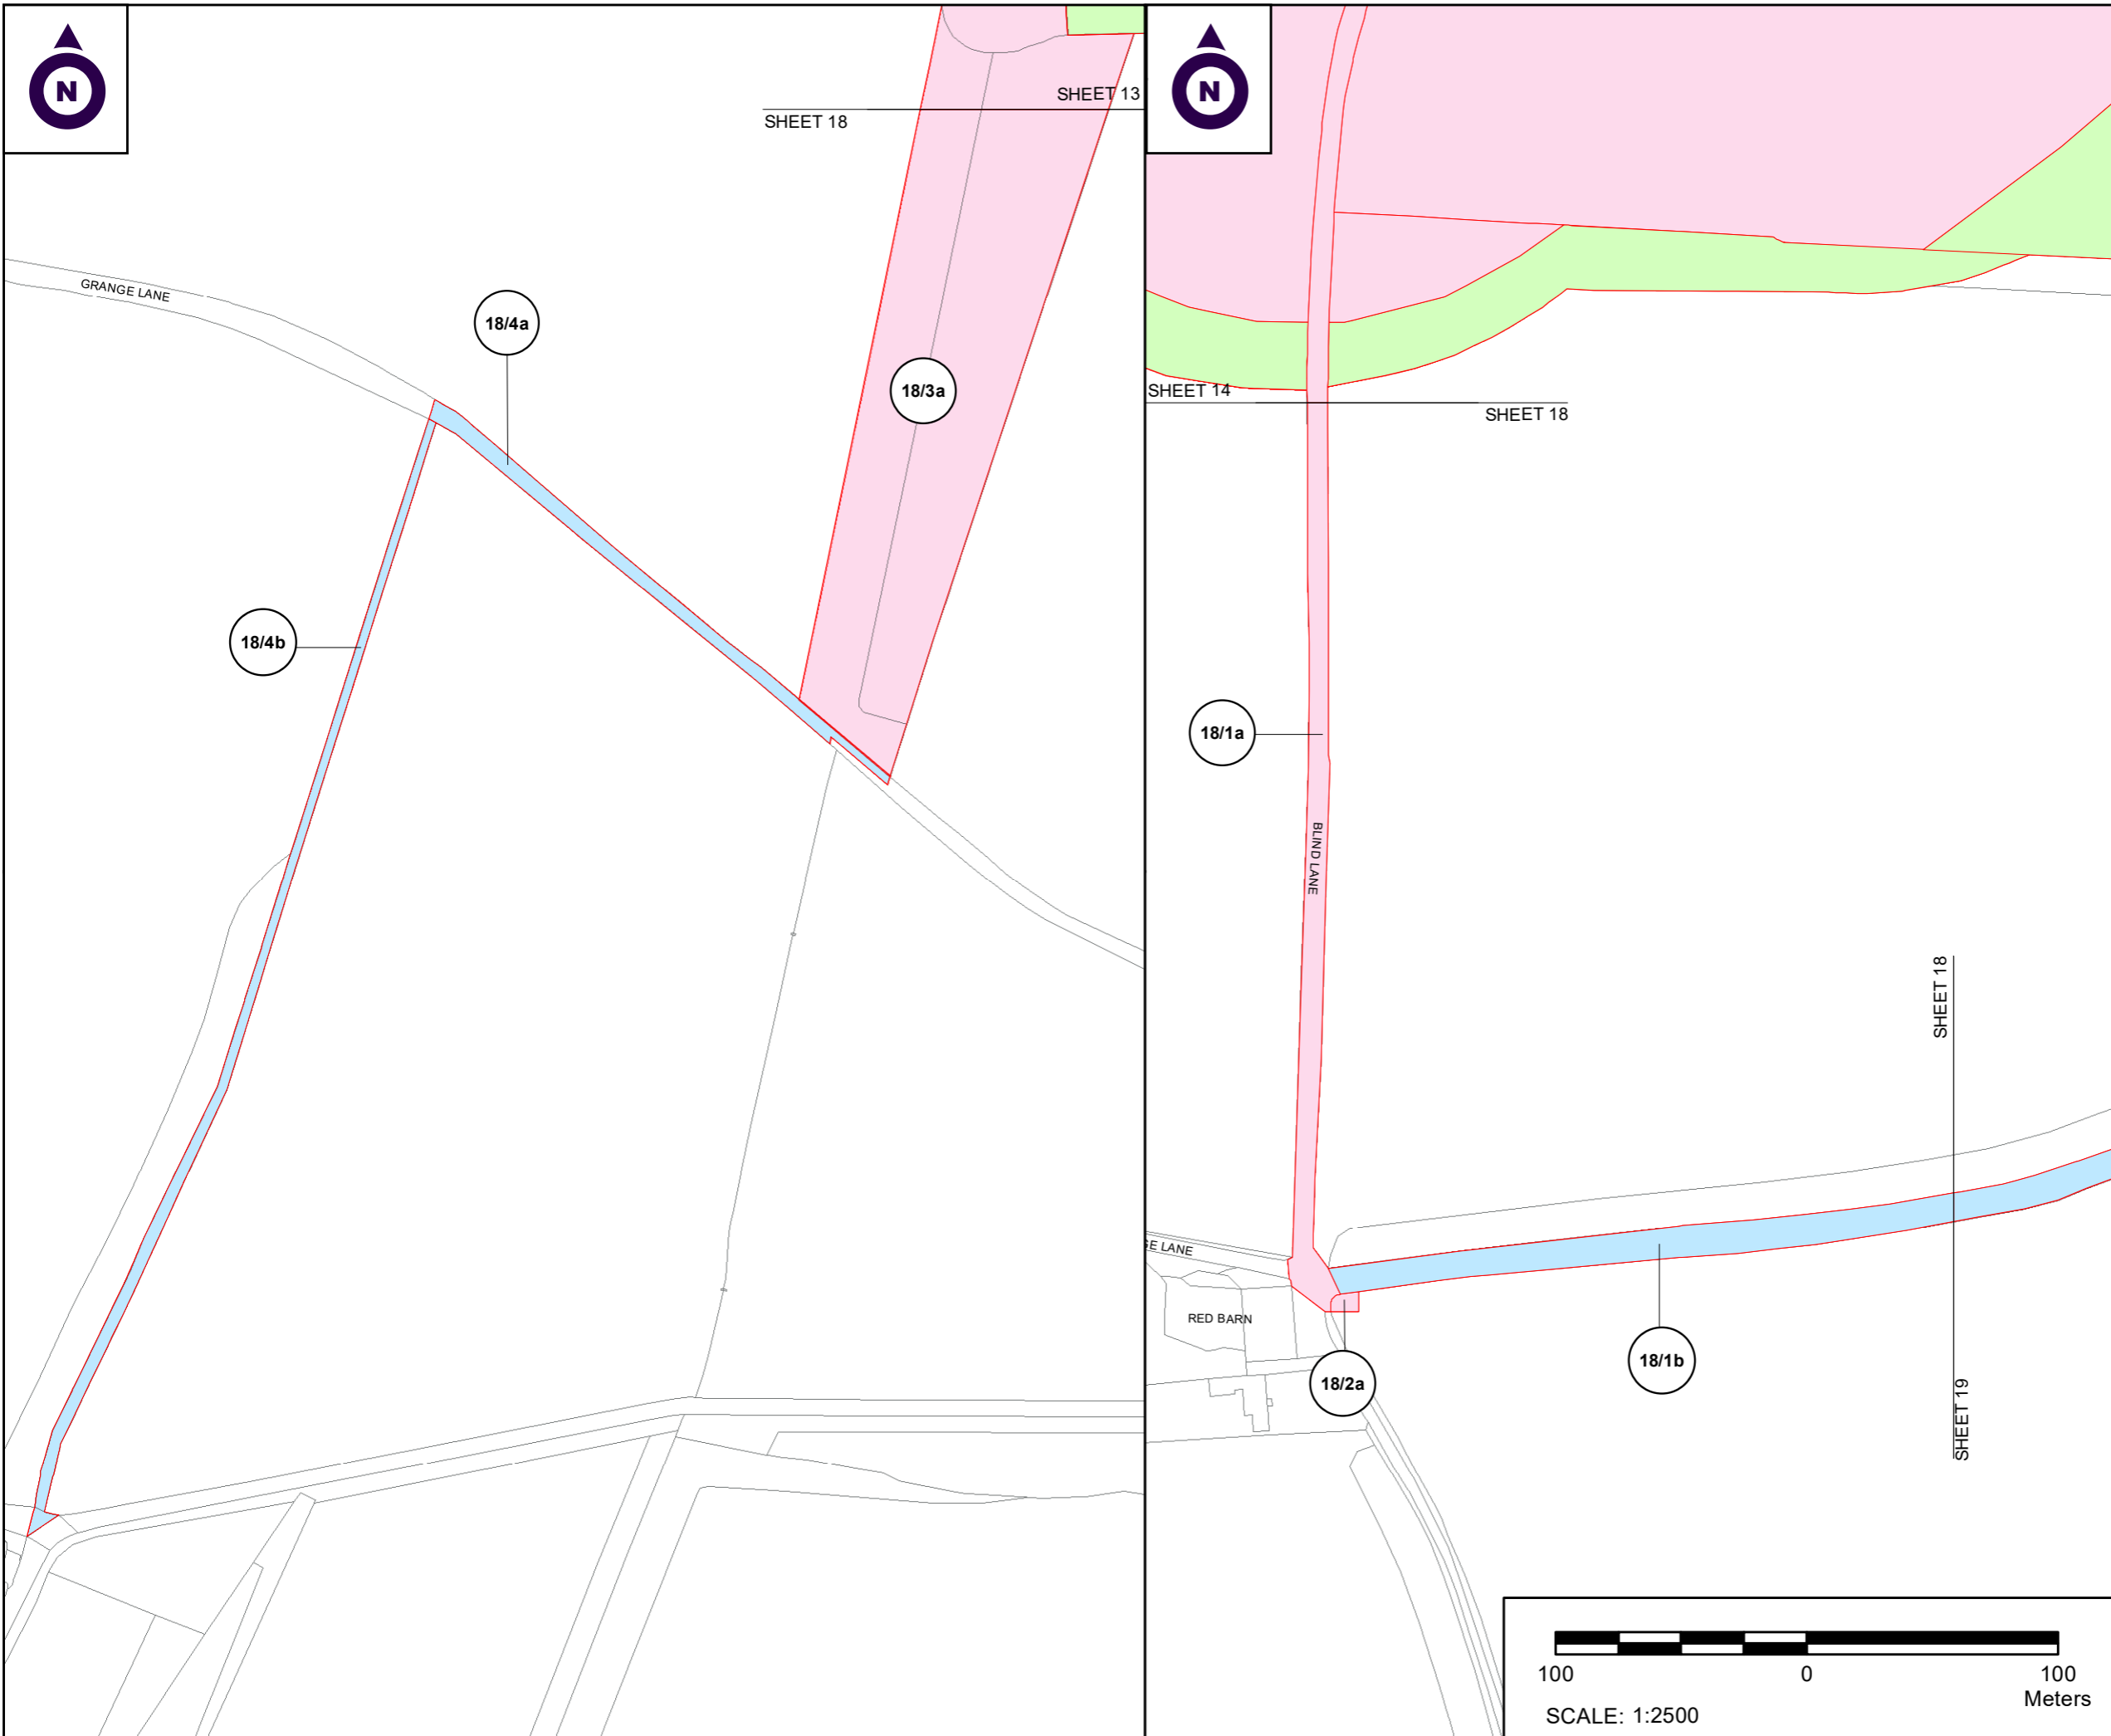 N
SHEET 13
SHEET 18
GRANGE LANE
18/4a
18/3a
18/4b
N
SHEET 14
SHEET 18
18/1a
BLIND LANE
SHEET 18
SHEET 19
GE LANE
RED BARN
18/2a
18/1b
100
0
100
Meters
SCALE: 1:2500